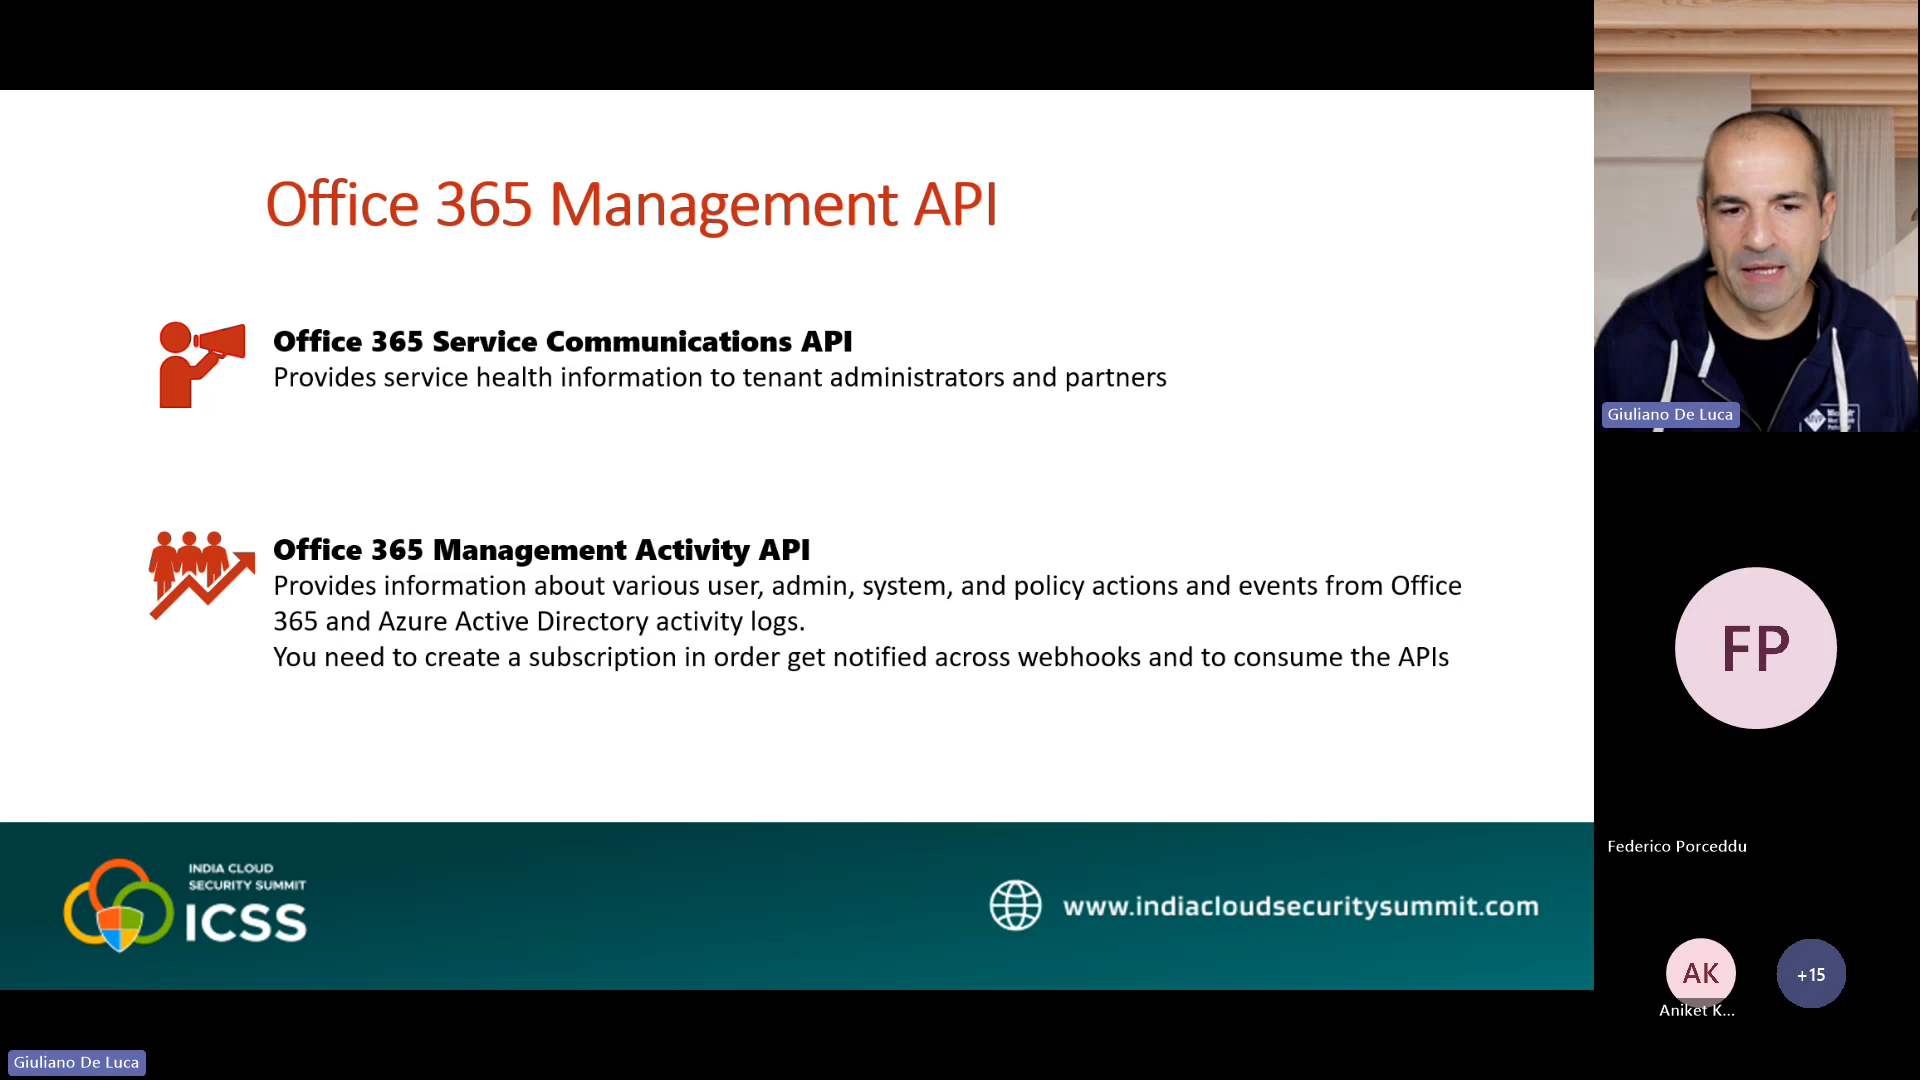 Office 365 Management API
Office 365 Service Communications API
Provides service health information to tenant administrators and partners
Office 365 Management Activity API
Provides information about various user, admin, system, and policy actions and events from Office
365 and Azure Active Directory activity logs.
You need to create a subscription in order get notified across webhooks and to consume the APIs
INDIA CLOUD
SECURITY SUMMIT
ICSS
www.indiacloudsecuritysummit.com
Giuliano De Luca
MVP
FP
Federico Porceddu
AK
Aniket K...
+15
Giuliano De Luca